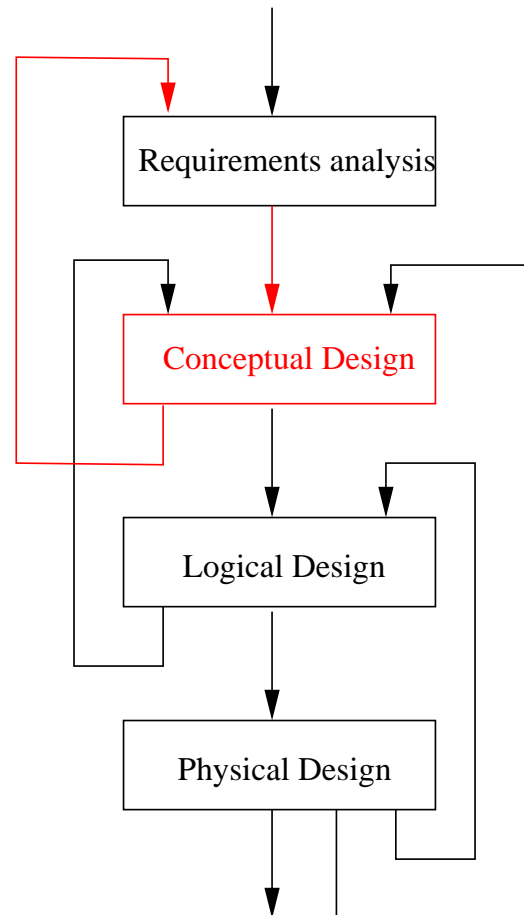 Requirements analysis
Conceptual Design
Logical Design
Physical Design